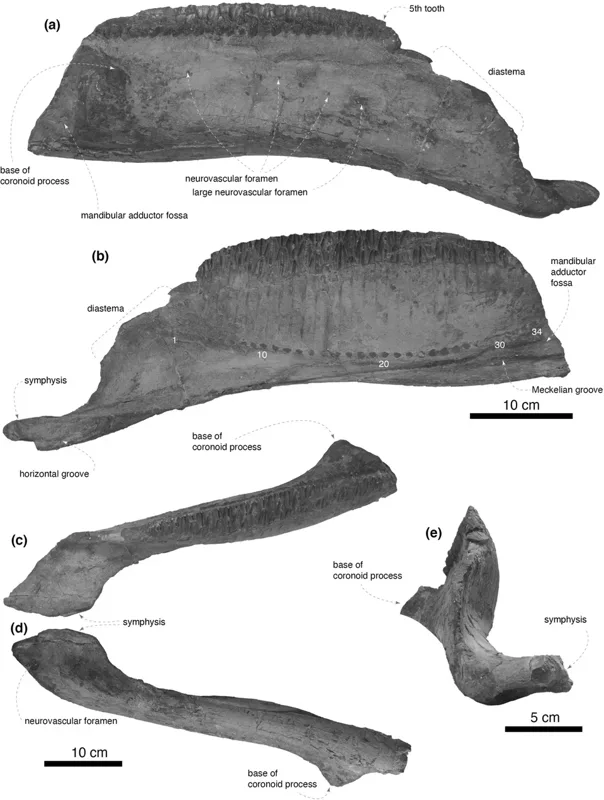 5th tooth
(a)
diastema
base of
coronoid process
neurovascular foramen
large neurovascular foramen
mandibular adductor fossa
(b)
mandibular
adductor
fossa
diastema
1
10
20
30
34
symphysis
Meckelian groove
10 cm
horizontal groove
base of
coronoid process
(c)
(e)
base of
coronoid process
symphysis
symphysis
(d)
neurovascular foramen
5 cm
10 cm
base of
coronoid process